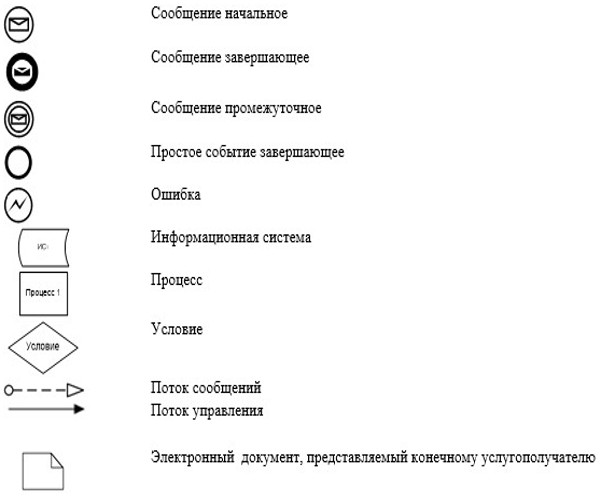 Сообщение начальное
Сообщение завершающее
Сообщение промежуточное
Простое событие завершающее
Ошибка
ИС-
Информационная система
Процесс 1
Процесс
Условие
Условие
Поток сообщений
Поток управления
Электронный документ, представляемый конечному услугополучателю